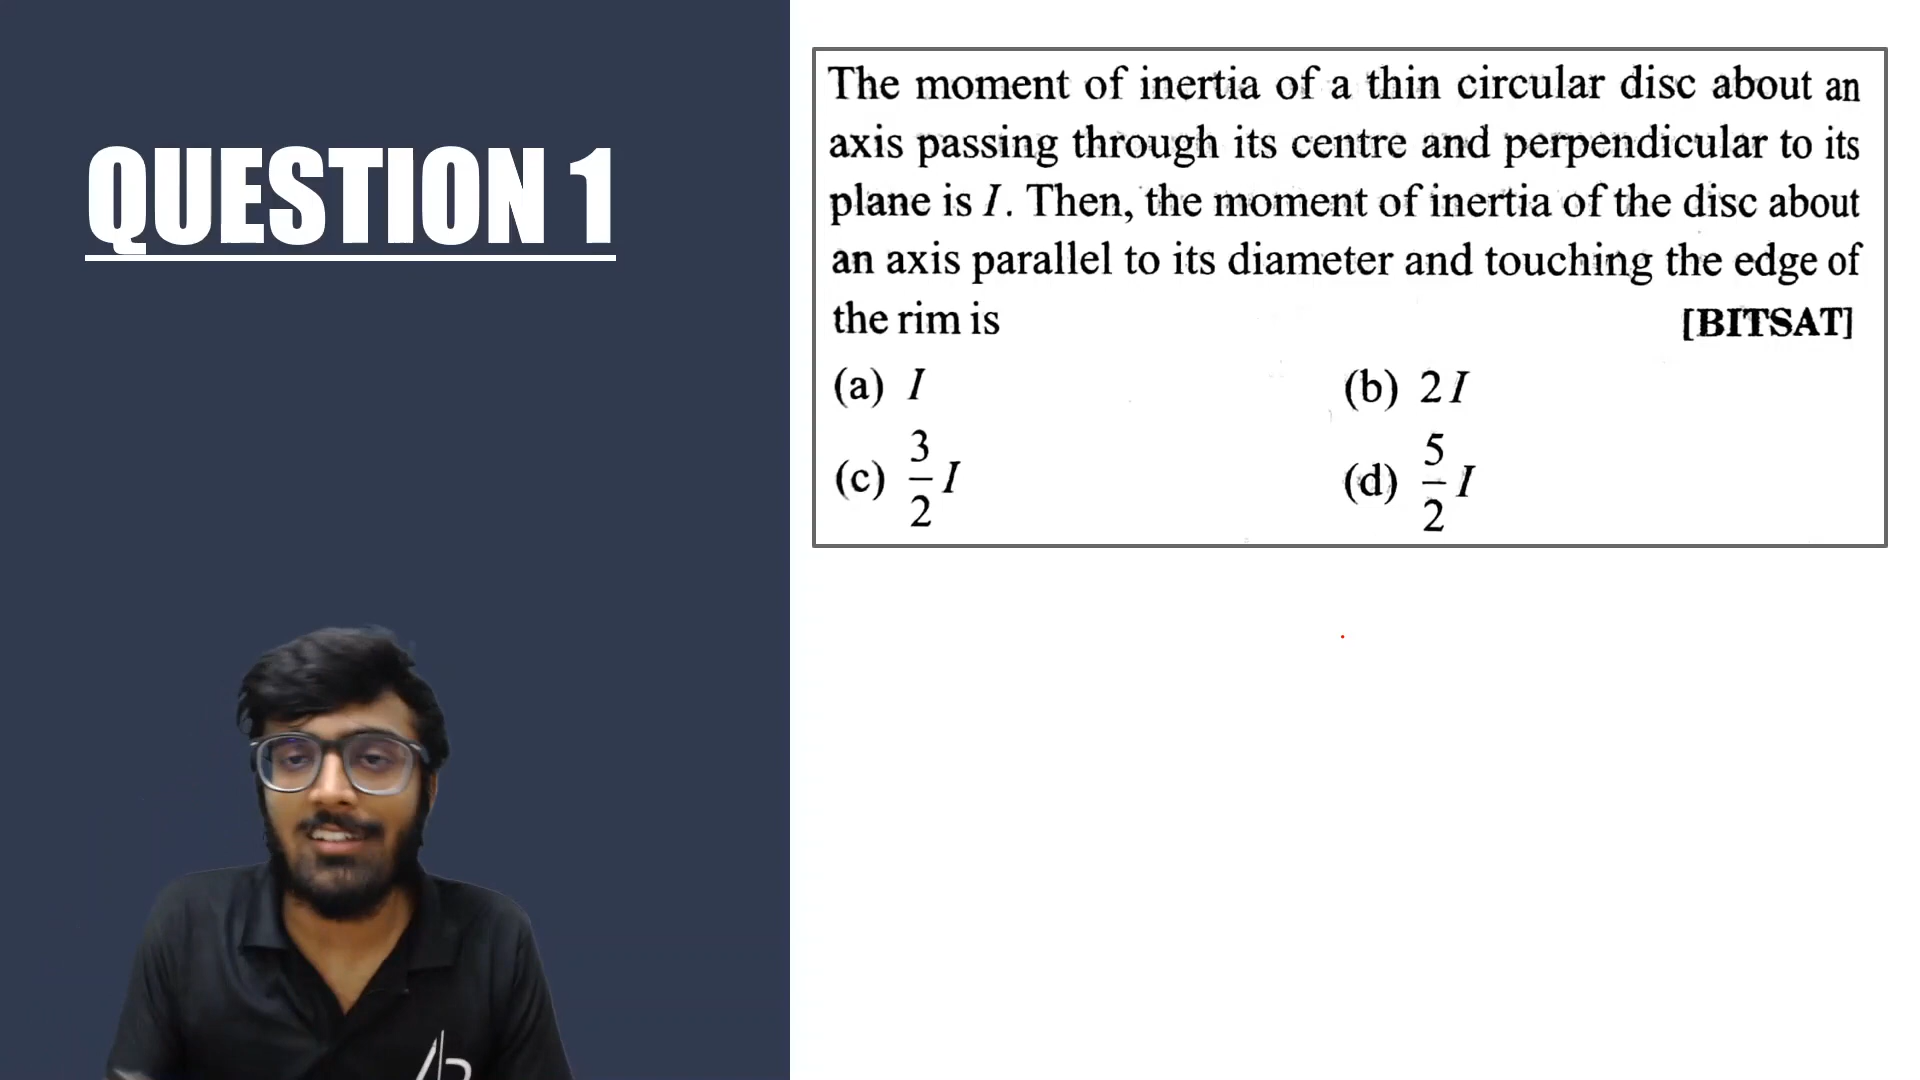 QUESTION 1
The moment of inertia of a thin circular disc about an
axis passing through its centre and perpendicular to its
plane is I. Then, the moment of inertia of the disc about
an axis parallel to its diameter and touching the edge of
the rim is [BITSAT]
(a) I (b) 2I
(c) 3/2 I (d) 5/2 I